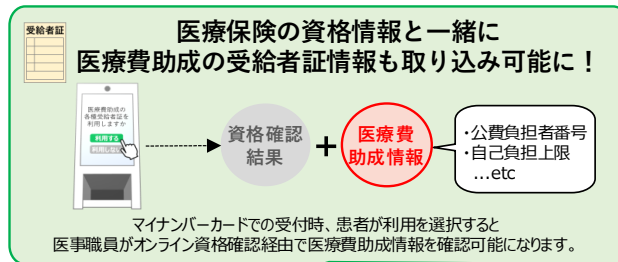 受給者証
医療保険の資格情報と一緒に
医療費助成の受給者証情報も取り込み可能に！
医療費助成の
各種受給者証を
利用しますか
利用する
利用しない
資格確認
結果
+
医療費
助成情報
・公費負担者番号
・自己負担上限
…etc
マイナンバーカードでの受付時、患者が利用を選択すると
医事職員がオンライン資格確認経由で医療費助成情報を確認可能になります。